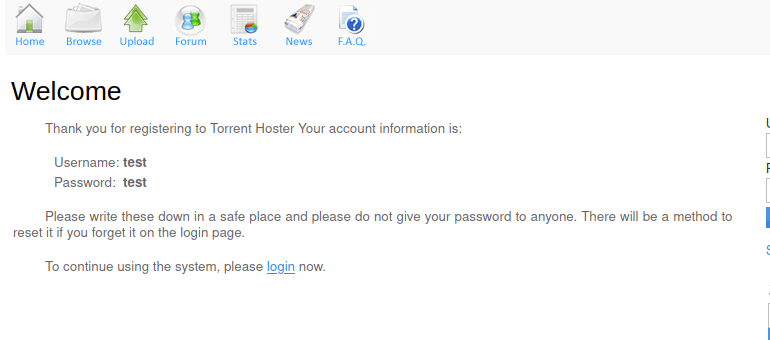 Home Browse Upload Forum Stats News F.A.Q.
Welcome
Thank you for registering to Torrent Hoster Your account information is:
Username: test
Password: test
Please write these down in a safe place and please do not give your password to anyone. There will be a method to
reset it if you forget it on the login page.
To continue using the system, please login now.